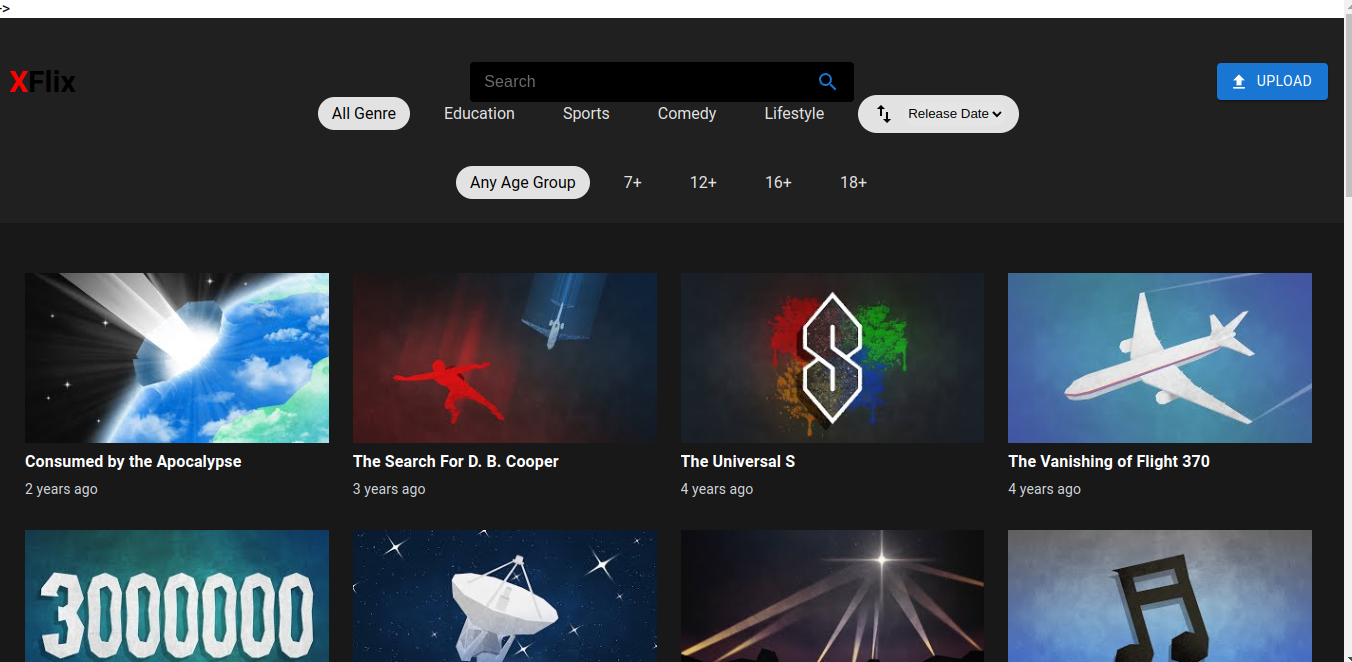 ->
XFlix
Search
UPLOAD
All Genre
Education
Sports
Comedy
Lifestyle
Release Date
Any Age Group
7+
12+
16+
18+
Consumed by the Apocalypse
2 years ago
The Search For D. B. Cooper
3 years ago
The Universal S
4 years ago
The Vanishing of Flight 370
4 years ago
3000000